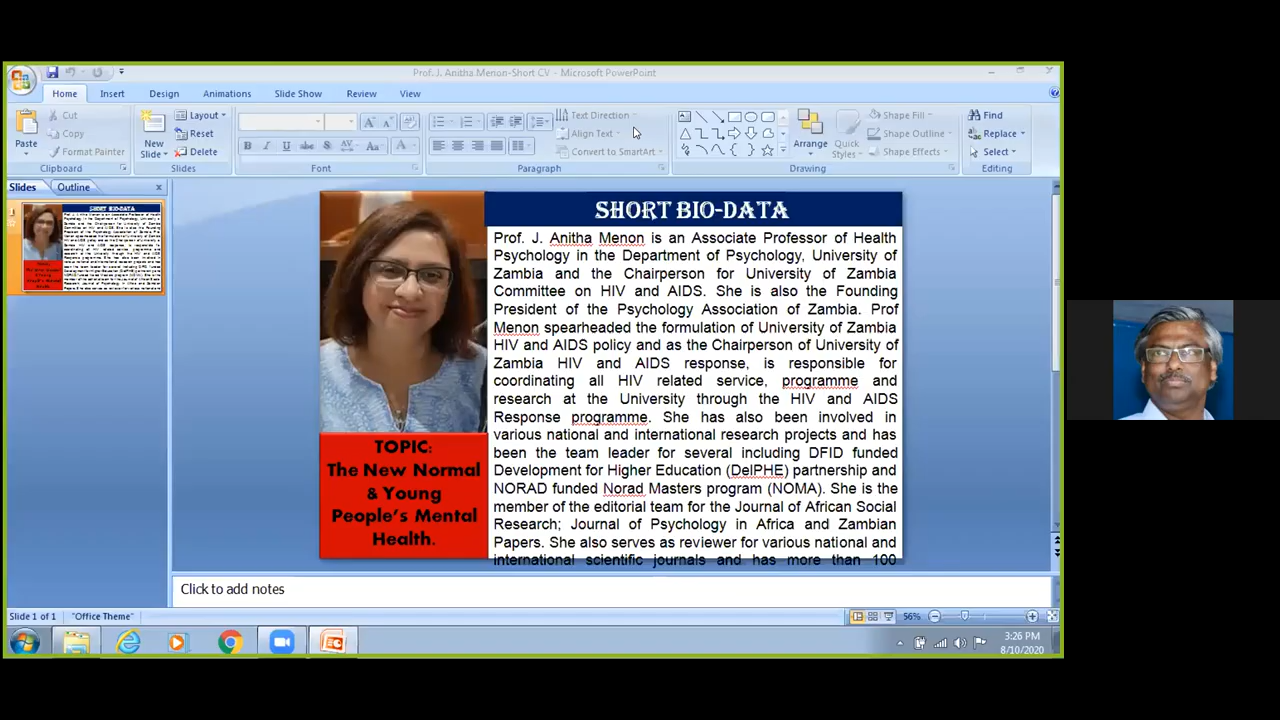 Prof. J. Anitha Menon-Short CV - Microsoft PowerPoint
Home Insert Design Animations Slide Show Review View
Paste
Cut
Copy
Format Painter
Clipboard
New Slide
Layout
Reset
Delete
Slides
Font
Text Direction
Align Text
Convert to SmartArt
Paragraph
Arrange
Quick Styles
Shape Fill
Shape Outline
Shape Effects
Drawing
Find
Replace
Select
Editing
Slides Outline
1
SHORT BIO-DATA
Prof. J. Anitha Menon is an Associate Professor of Health
Psychology in the Department of Psychology, University of
Zambia and the Chairperson for University of Zambia
Committee on HIV and AIDS. She is also the Founding
President of the Psychology Association of Zambia. Prof
Menon spearheaded the formulation of University of Zambia
HIV and AIDS policy and as the Chairperson of University of
Zambia HIV and AIDS response, is responsible for
coordinating all HIV related service, programme and
research at the University through the HIV and AIDS
Response programme. She has also been involved in
various national and international research projects and has
been the team leader for several including DFID funded
Development for Higher Education (DelPHE) partnership and
NORAD funded Norad Masters program (NOMA). She is the
member of the editorial team for the Journal of African Social
Research; Journal of Psychology in Africa and Zambian
Papers. She also serves as reviewer for various national and
international scientific journals and has more than 100
TOPIC:
The New Normal
& Young
People's Mental
Health.
Click to add notes
Slide 1 of 1 "Office Theme" 56%
3:26 PM
8/10/2020